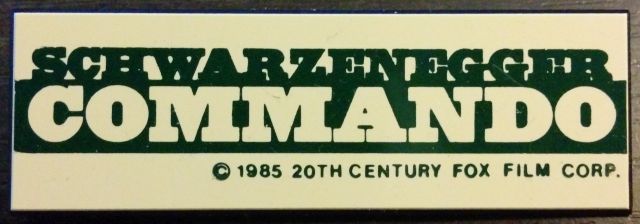 SCHWARZENEGGER
COMMANDO
© 1985 20TH CENTURY FOX FILM CORP.